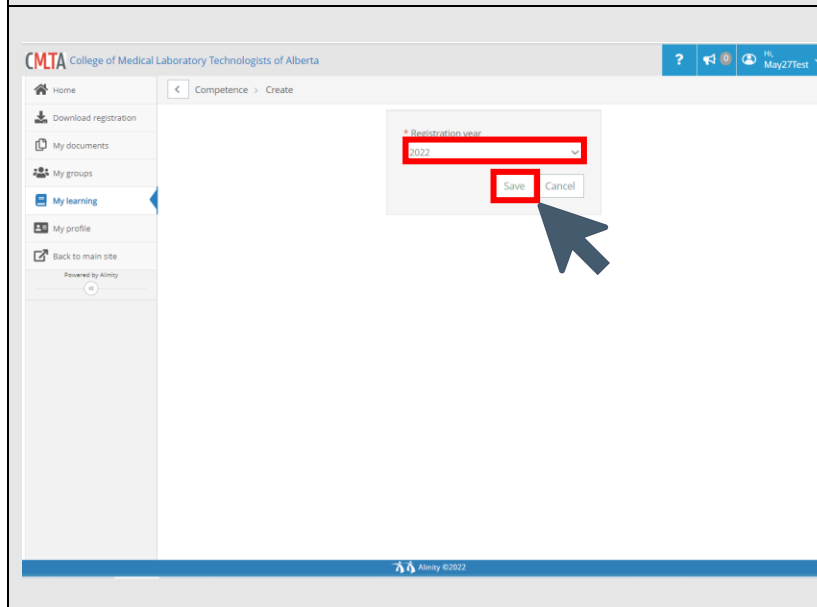 CMLTA College of Medical Laboratory Technologists of Alberta
? 0 Hi,
May27Test
Home
Competence > Create
Download registration
* Registration year
My documents
2022
My groups
Save Cancel
My learning
My profile
Back to main site
Powered by Alinity
Alinity ©2022